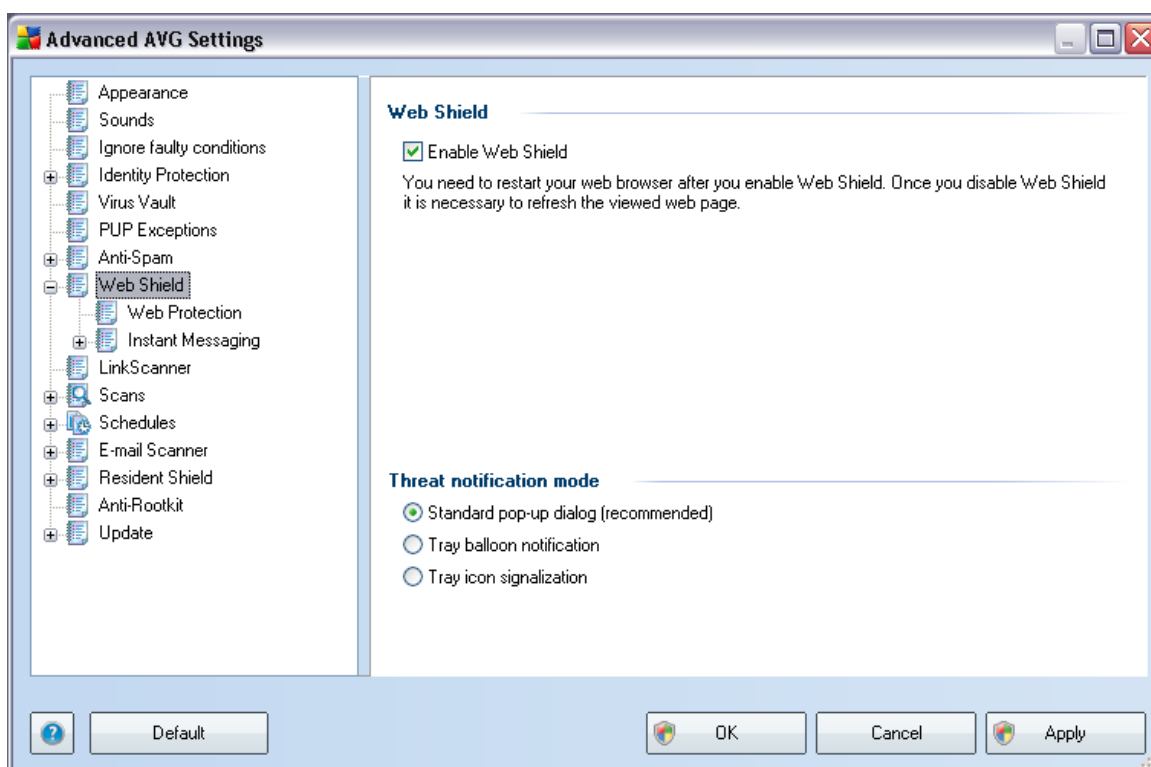 Advanced AVG Settings
Appearance
Sounds
Ignore faulty conditions
Identity Protection
Virus Vault
PUP Exceptions
Anti-Spam
Web Shield
Web Protection
Instant Messaging
LinkScanner
Scans
Schedules
E-mail Scanner
Resident Shield
Anti-Rootkit
Update
Web Shield
Enable Web Shield
You need to restart your web browser after you enable Web Shield. Once you disable Web Shield
it is necessary to refresh the viewed web page.
Threat notification mode
Standard pop-up dialog (recommended)
Tray balloon notification
Tray icon signalization
?
Default
OK
Cancel
Apply